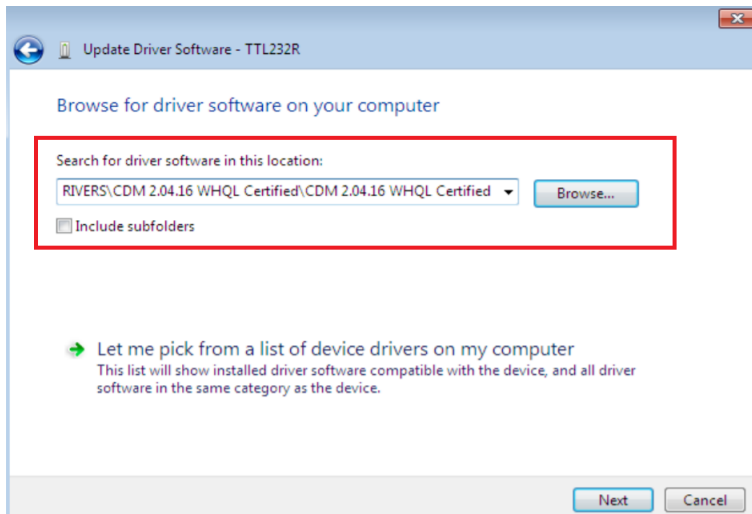 Update Driver Software - TTL232R
Browse for driver software on your computer
Search for driver software in this location:
RIVERS\CDM 2.04.16 WHQL Certified\CDM 2.04.16 WHQL Certified
Browse...
Include subfolders
Let me pick from a list of device drivers on my computer
This list will show installed driver software compatible with the device, and all driver
software in the same category as the device.
Next
Cancel